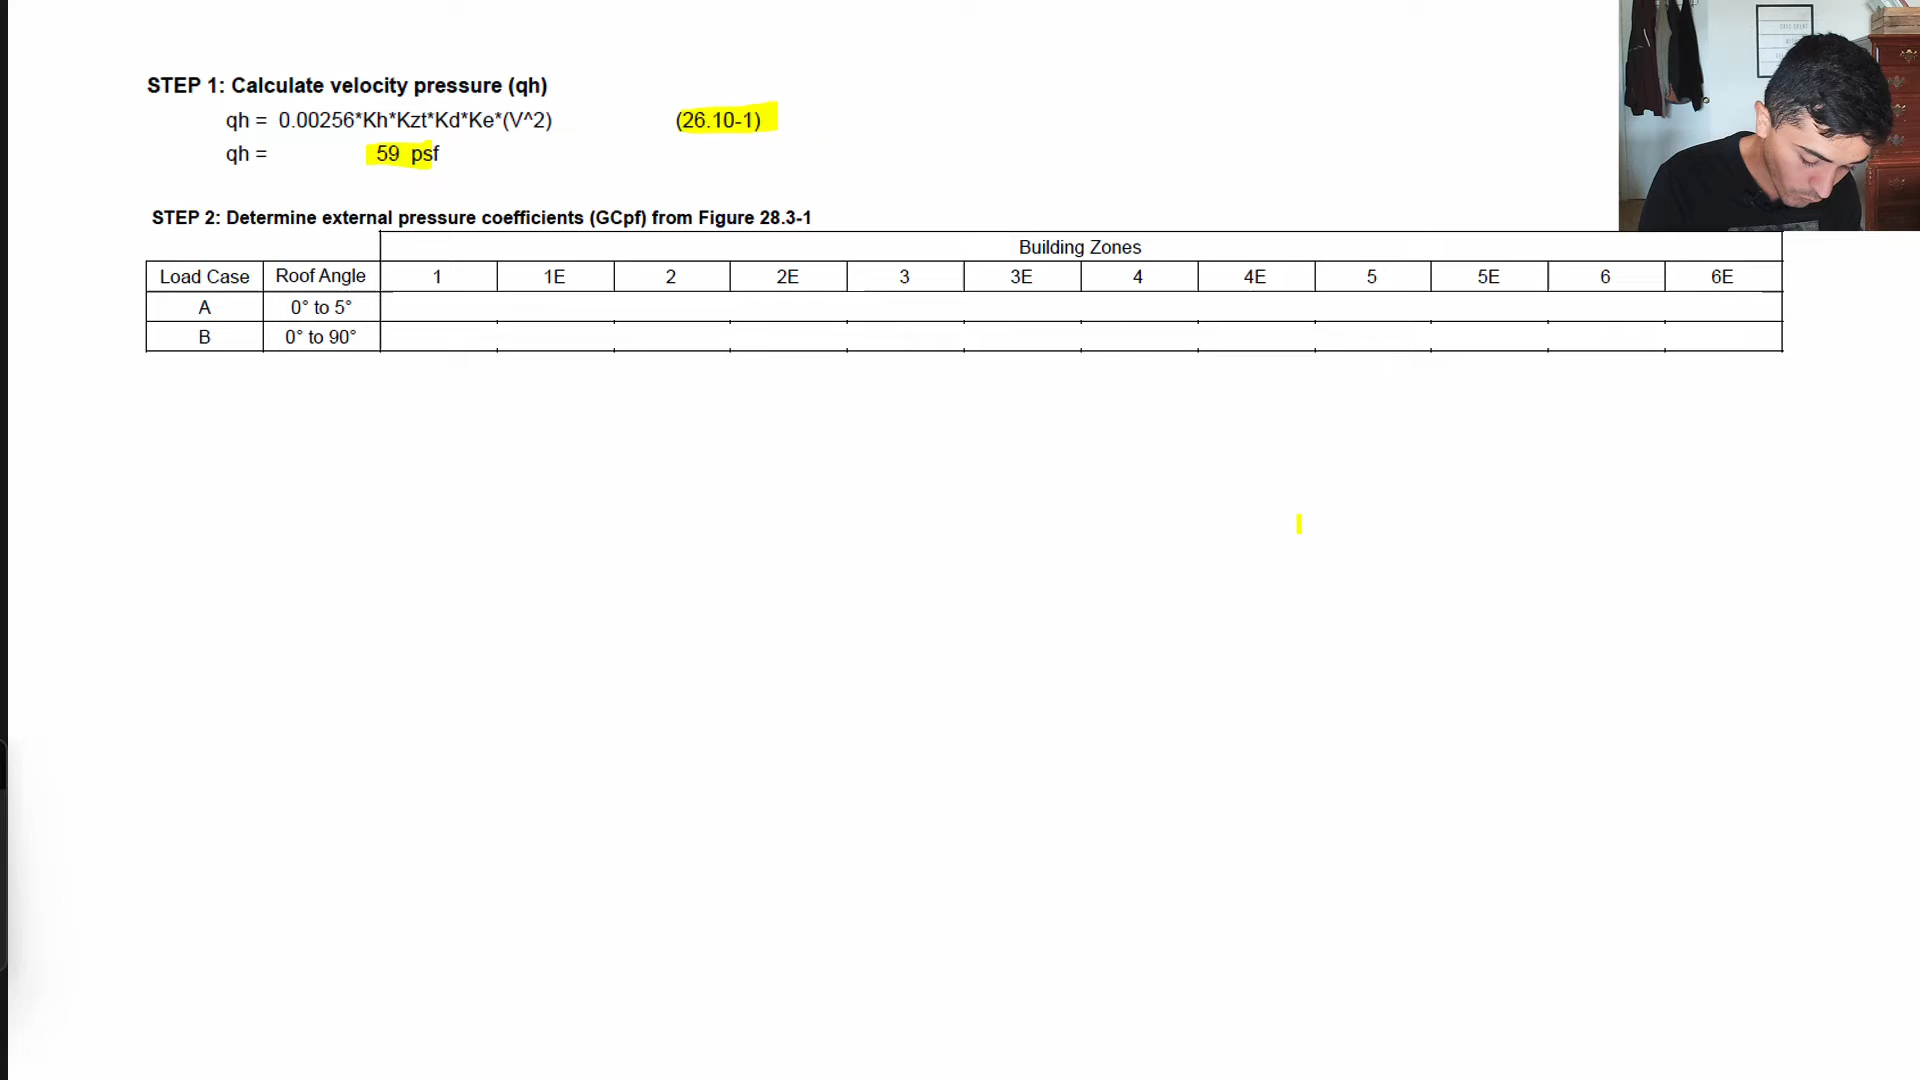 STEP 1: Calculate velocity pressure (qh)
qh = 0.00256*Kh*Kzt*Kd*Ke*(V^2) (26.10-1)
qh = 59 psf
STEP 2: Determine external pressure coefficients (GCpf) from Figure 28.3-1
Building Zones
Load Case Roof Angle 1 1E 2 2E 3 3E 4 4E 5 5E 6 6E
A 0° to 5°
B 0° to 90°